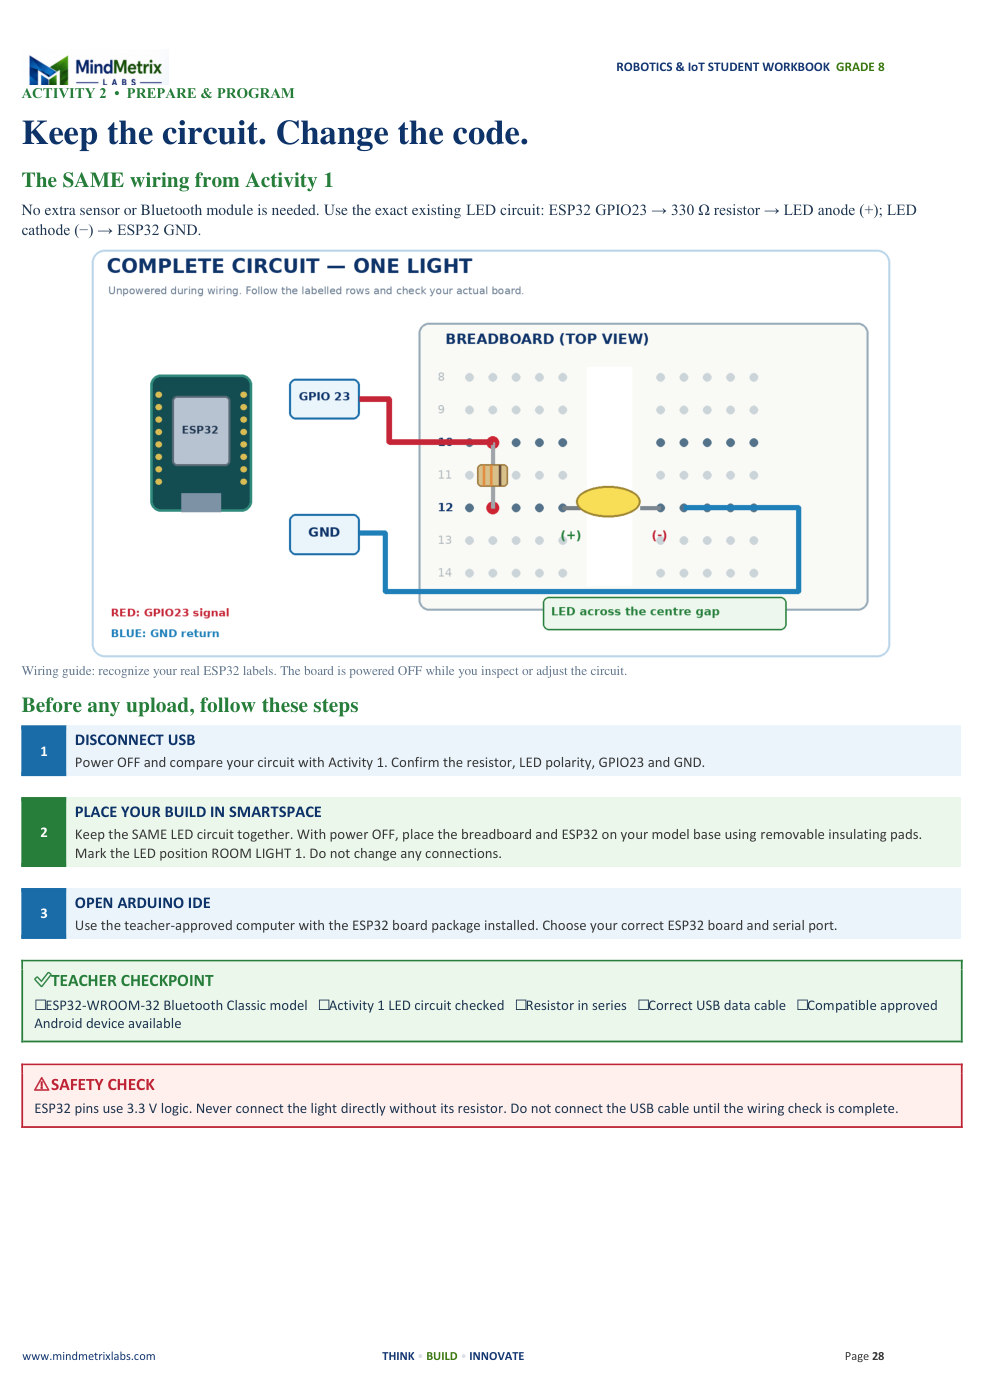 MindMetrix
LABS
ROBOTICS & IoT STUDENT WORKBOOK GRADE 8
ACTIVITY 2 • PREPARE & PROGRAM
Keep the circuit. Change the code.
The SAME wiring from Activity 1
No extra sensor or Bluetooth module is needed. Use the exact existing LED circuit: ESP32 GPIO23 → 330 Ω resistor → LED anode (+); LED
cathode (−) → ESP32 GND.
COMPLETE CIRCUIT — ONE LIGHT
Unpowered during wiring. Follow the labelled rows and check your actual board.
BREADBOARD (TOP VIEW)
8
GPIO 23
9
ESP32
10
11
12
GND
(+)
(-)
13
14
RED: GPIO23 signal
LED across the centre gap
BLUE: GND return
Wiring guide: recognize your real ESP32 labels. The board is powered OFF while you inspect or adjust the circuit.
Before any upload, follow these steps
1
DISCONNECT USB
Power OFF and compare your circuit with Activity 1. Confirm the resistor, LED polarity, GPIO23 and GND.
2
PLACE YOUR BUILD IN SMARTSPACE
Keep the SAME LED circuit together. With power OFF, place the breadboard and ESP32 on your model base using removable insulating pads.
Mark the LED position ROOM LIGHT 1. Do not change any connections.
3
OPEN ARDUINO IDE
Use the teacher-approved computer with the ESP32 board package installed. Choose your correct ESP32 board and serial port.
✅TEACHER CHECKPOINT
☐ESP32-WROOM-32 Bluetooth Classic model ☐Activity 1 LED circuit checked ☐Resistor in series ☐Correct USB data cable ☐Compatible approved
Android device available
⚠SAFETY CHECK
ESP32 pins use 3.3 V logic. Never connect the light directly without its resistor. Do not connect the USB cable until the wiring check is complete.
www.mindmetrixlabs.com
THINK • BUILD • INNOVATE
Page 28